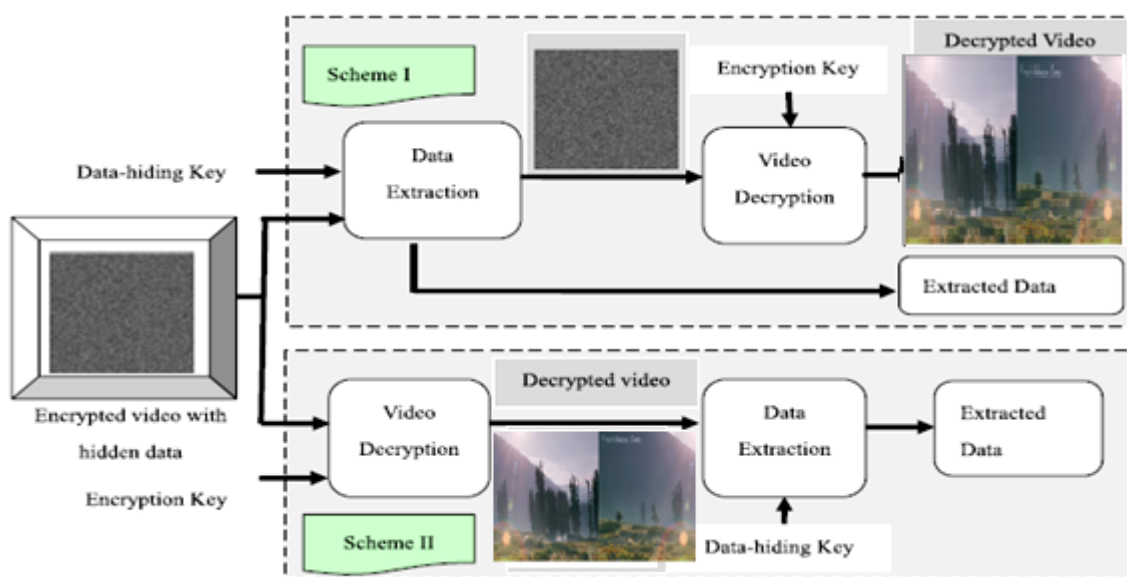 Scheme I
Encryption Key
Decrypted Video
Data-hiding Key
Data
Extraction
Video
Decryption
Extracted Data
Encrypted video with
hidden data
Encryption Key
Video
Decryption
Decrypted video
Data
Extraction
Extracted
Data
Scheme II
Data-hiding Key